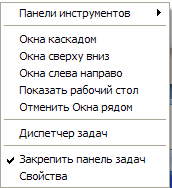 Панели инструментов
Окна каскадом
Окна сверху вниз
Окна слева направо
Показать рабочий стол
Отменить Окна рядом
Диспетчер задач
Закрепить панель задач
Свойства